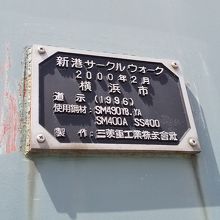 新港サークルウォーク
2000年2月
横浜市
道示(1996)
使用鋼材:SM490YB,YA
SM400A SS400
製作:三菱重工業株式会社